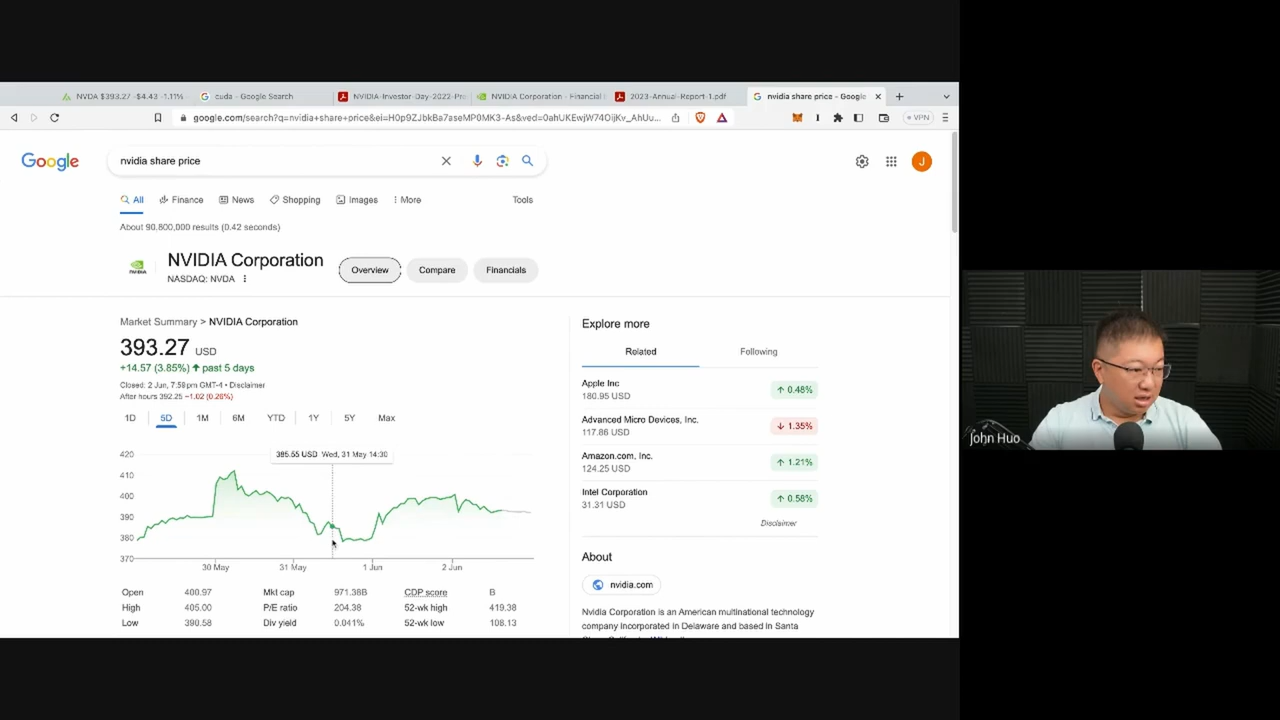 NVDA $393.27 -$4.43 -1.11%
cuda - Google Search
NVIDIA-Investor-Day-2022-Pre
NVIDIA Corporation - Financial
2023-Annual-Report-1.pdf
nvidia share price - Google
google.com/search?q=nvidia+share+price&ei=H0p9ZJbkBa7aseMP0MK3-As&ved=0ahUKEwjW74OijKv_AhUu...
VPN
Google
nvidia share price
J
All
Finance
News
Shopping
Images
More
Tools
About 90,800,000 results (0.42 seconds)
NVIDIA
NVIDIA Corporation
NASDAQ: NVDA
Overview
Compare
Financials
Market Summary > NVIDIA Corporation
393.27 USD
+14.57 (3.85%) ↑ past 5 days
Closed: 2 Jun, 7:59pm GMT-4 • Disclaimer
After hours 392.25 −1.02 (0.26%)
1D 5D 1M 6M YTD 1Y 5Y Max
385.55 USD Wed, 31 May 14:30
420
410
400
390
380
370
30 May 31 May 1 Jun 2 Jun
Open 400.97 Mkt cap 971.38B CDP score B
High 405.00 P/E ratio 204.38 52-wk high 419.38
Low 390.58 Div yield 0.041% 52-wk low 108.13
Explore more
Related
Following
Apple Inc
180.95 USD
↑ 0.48%
Advanced Micro Devices, Inc.
117.86 USD
↓ 1.35%
Amazon.com, Inc.
124.25 USD
↑ 1.21%
Intel Corporation
31.31 USD
↑ 0.58%
Disclaimer
About
nvidia.com
Nvidia Corporation is an American multinational technology
company incorporated in Delaware and based in Santa
John Huo